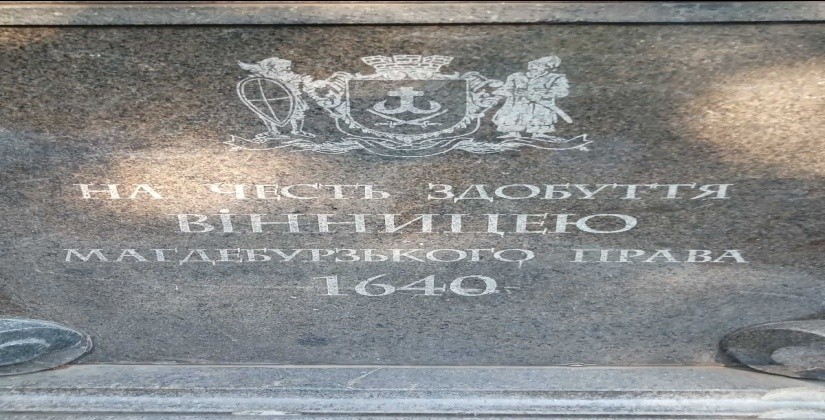 НА ЧЕСТЬ ЗДОБУТТЯ
ВІННИЦЕЮ
МАГДЕБУРЗЬКОГО ПРАВА
1640